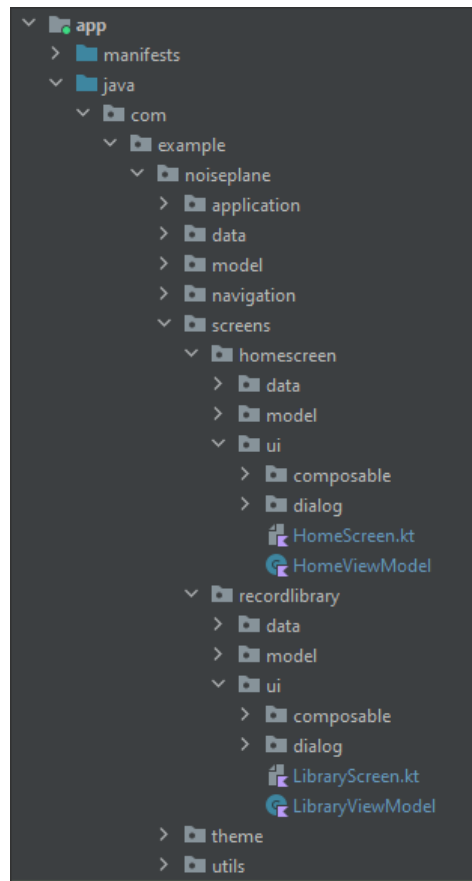 app
manifests
java
com
example
noiseplane
application
data
model
navigation
screens
homescreen
data
model
ui
composable
dialog
HomeScreen.kt
HomeViewModel
recordlibrary
data
model
ui
composable
dialog
LibraryScreen.kt
LibraryViewModel
theme
utils